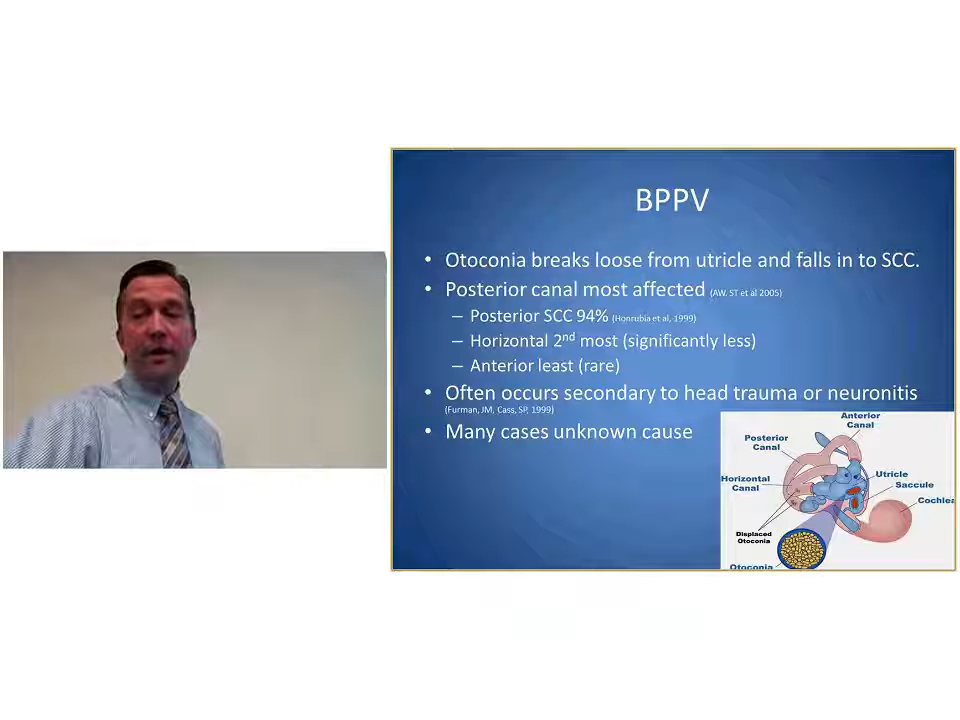 BPPV
• Otoconia breaks loose from utricle and falls in to SCC.
• Posterior canal most affected (AW. ST et al 2005)
– Posterior SCC 94% (Honrubia et al, 1999)
– Horizontal 2nd most (significantly less)
– Anterior least (rare)
• Often occurs secondary to head trauma or neuronitis
(Furman, JM, Cass, SP, 1999)
• Many cases unknown cause
Anterior
Canal
Posterior
Canal
Horizontal
Canal
Utricle
Saccule
Cochlea
Displaced
Otoconia
Otoconia